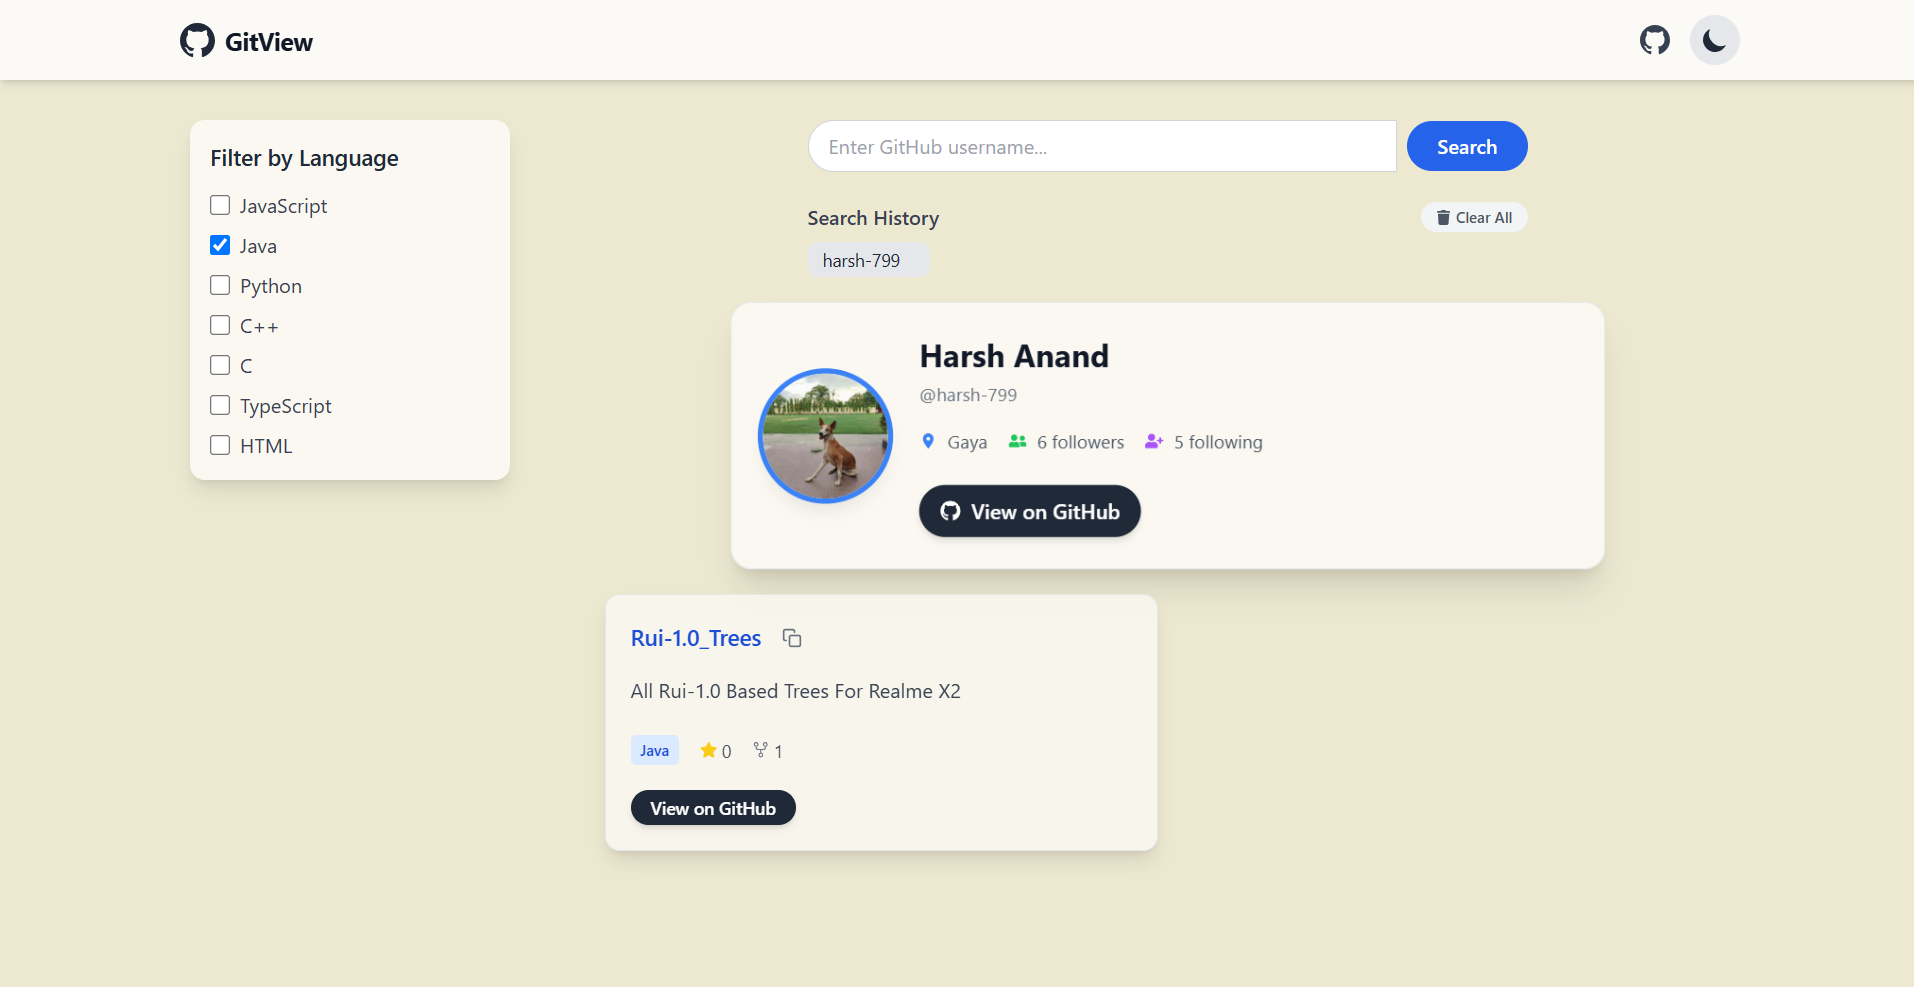 GitView
Filter by Language
JavaScript
Java
Python
C++
C
TypeScript
HTML
Enter GitHub username...
Search
Search History
Clear All
harsh-799
Harsh Anand
@harsh-799
Gaya 6 followers 5 following
View on GitHub
Rui-1.0_Trees
All Rui-1.0 Based Trees For Realme X2
Java 0 1
View on GitHub